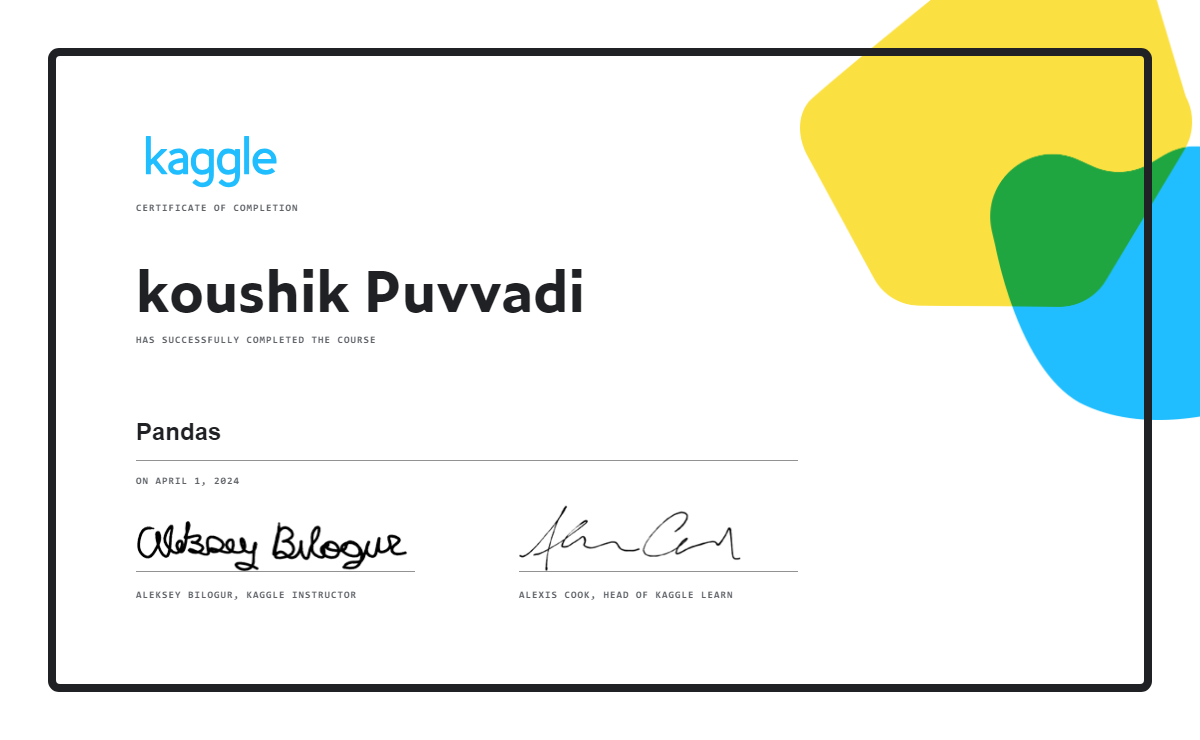 kaggle
CERTIFICATE OF COMPLETION
koushik Puvvadi
HAS SUCCESSFULLY COMPLETED THE COURSE
Pandas
ON APRIL 1, 2024
Aleksey Bilogur
ALEKSEY BILOGUR, KAGGLE INSTRUCTOR
ALEXIS COOK, HEAD OF KAGGLE LEARN